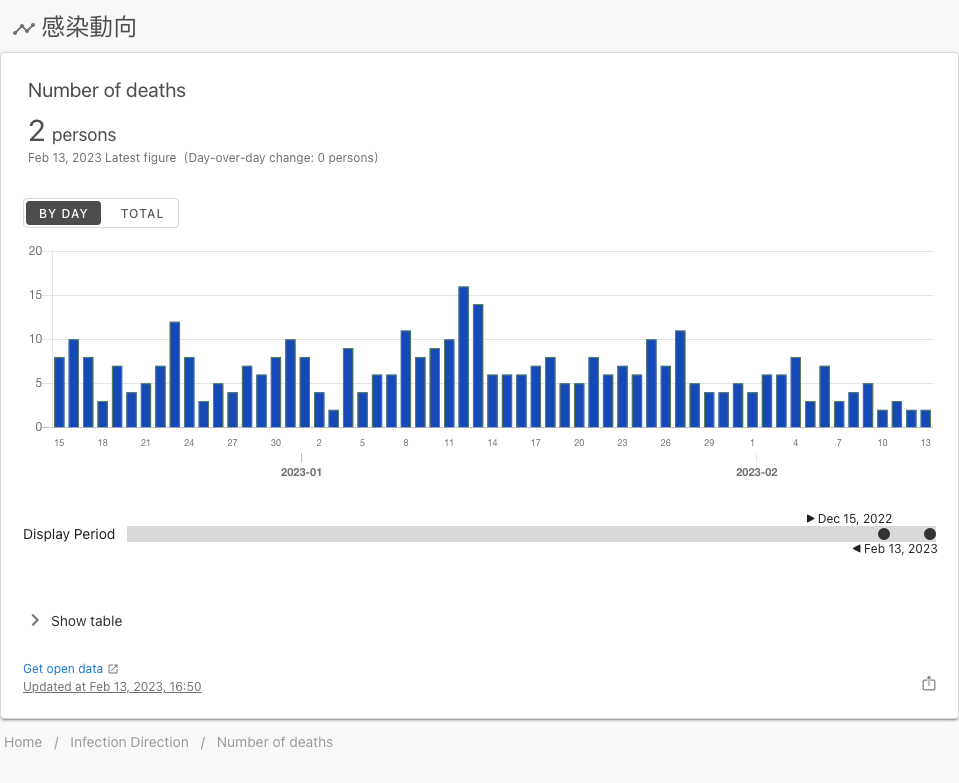 感染動向
Number of deaths
2 persons
Feb 13, 2023 Latest figure (Day-over-day change: 0 persons)
BY DAY TOTAL
20
15
10
5
0
15 18 21 24 27 30 2 5 8 11 14 17 20 23 26 29 1 4 7 10 13
2023-01 2023-02
▶ Dec 15, 2022
Display Period
◀ Feb 13, 2023
Show table
Get open data
Updated at Feb 13, 2023, 16:50
Home / Infection Direction / Number of deaths